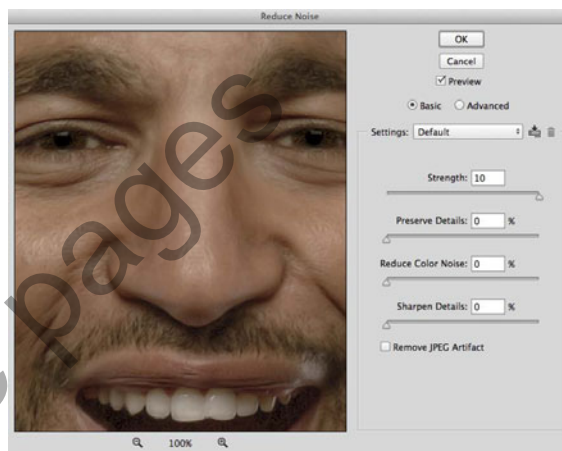 Reduce Noise
OK
Cancel
Preview
Basic Advanced
Settings: Default
Strength: 10
Preserve Details: 0 %
Reduce Color Noise: 0 %
Sharpen Details: 0 %
Remove JPEG Artifact
100%
pages